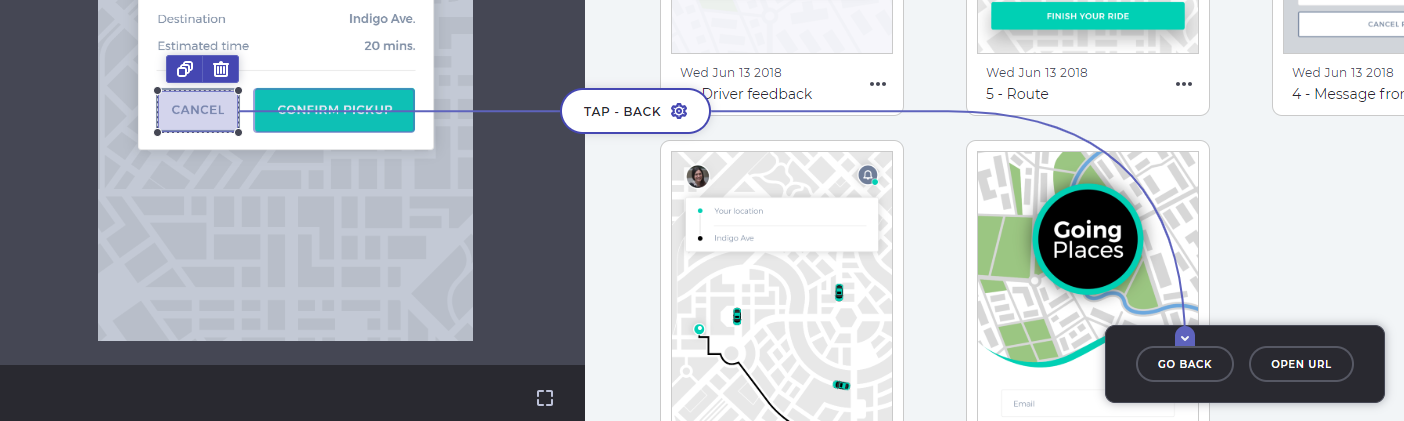 Destination Indigo Ave.
Estimated time 20 mins.
CANCEL CONFIRM PICKUP
TAP - BACK
FINISH YOUR RIDE
CANCEL
Wed Jun 13 2018
Driver feedback
Wed Jun 13 2018
5 - Route
Wed Jun 13 2018
4 - Message from
Your location
Indigo Ave
Going
Places
Email
GO BACK OPEN URL